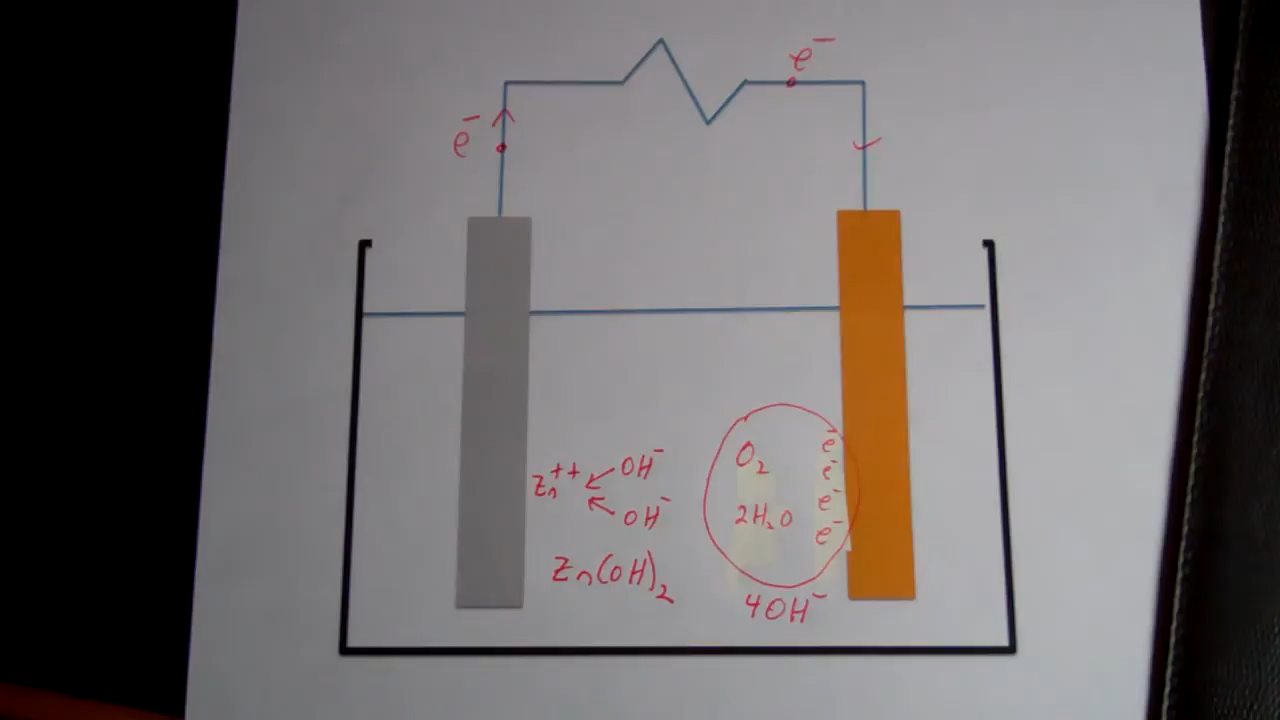 e⁻
e⁻
Zn⁺⁺
OH⁻
OH⁻
Zn(OH)₂
O₂
2H₂O
e⁻
e⁻
e⁻
e⁻
4OH⁻